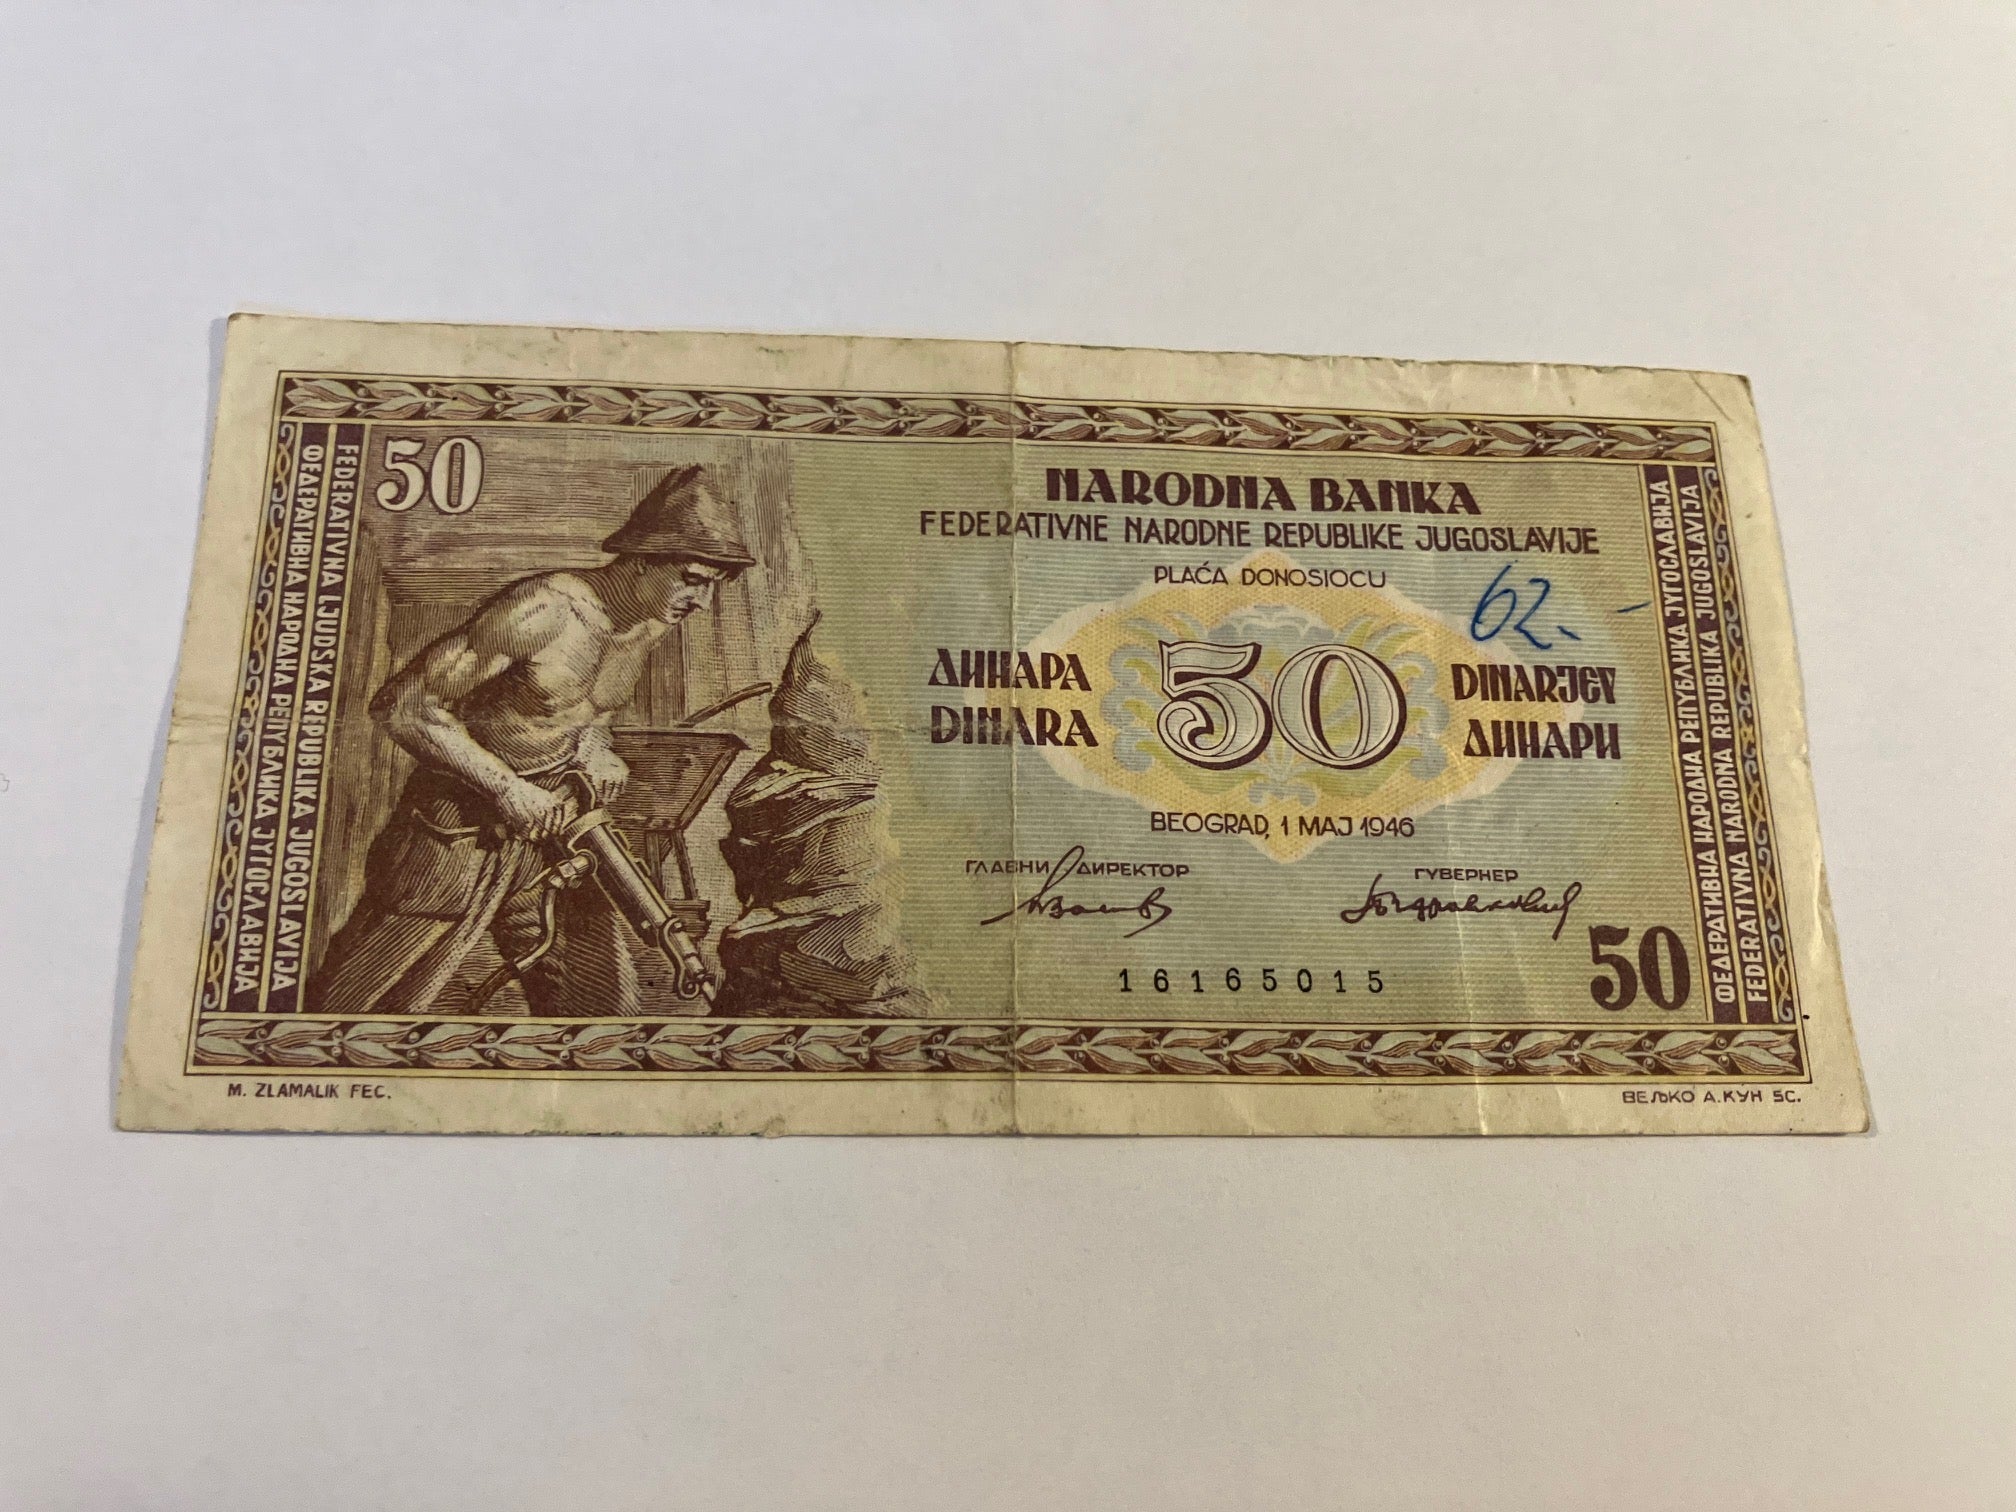 50
NARODNA BANKA
FEDERATIVNE NARODNE REPUBLIKE JUGOSLAVIJE
PLAĆA DONOSIOCU
62.-
ДИНАРА
DINARA
50
DINARJEV
ДИНАРИ
BEOGRAD, 1 MAJ 1946
ГЛАВНИ ДИРЕКТОР
ГУВЕРНЕР
16165015
50
FEDERATIVNA LJUDSKA REPUBLIKA JUGOSLAVIJA
ФЕДЕРАТИВНА НАРОДНА РЕПУБЛИКА ЈУГОСЛАВИЈА
ФЕДЕРАТИВНА НАРОДНА РЕПУБЛИКА ЈУГОСЛАВИЈА
FEDERATIVNA NARODNA REPUBLIKA JUGOSLAVIJA
M. ZLAMALIK FEC.
ВЕЉКО А. КУН SC.